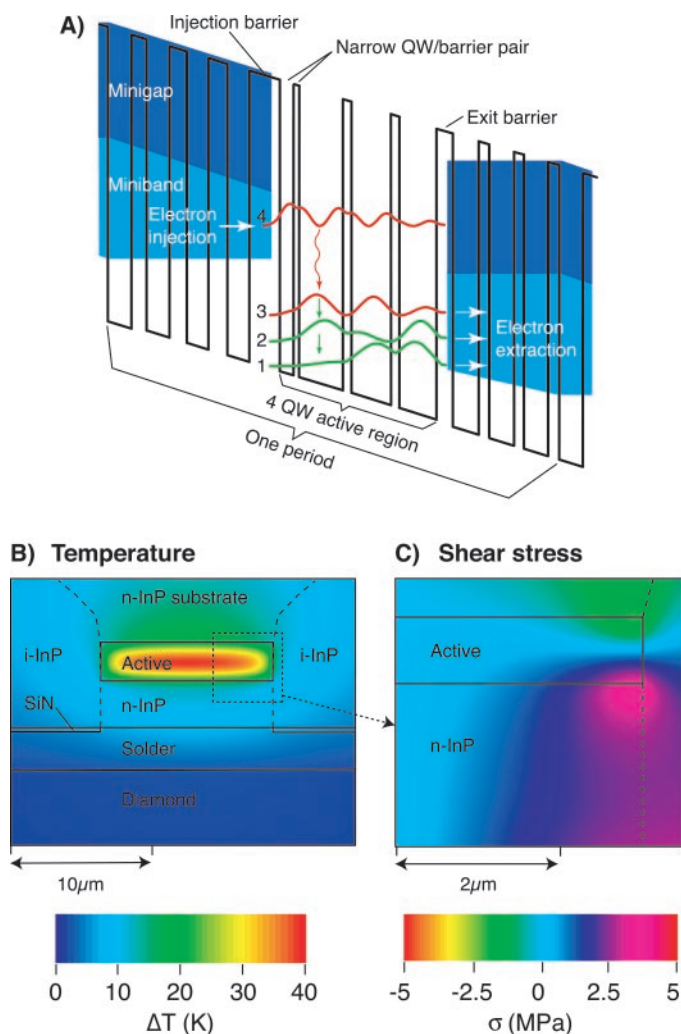 A)
Injection barrier
Narrow QW/barrier pair
Exit barrier
Minigap
Miniband
Electron
injection
4
3
2
1
Electron
extraction
4 QW active region
One period
B) Temperature
C) Shear stress
n-InP substrate
i-InP
i-InP
Active
SiN
n-InP
Solder
Diamond
Active
n-InP
10μm
2μm
0 10 20 30 40
ΔT (K)
-5 -2.5 0 2.5 5
σ (MPa)